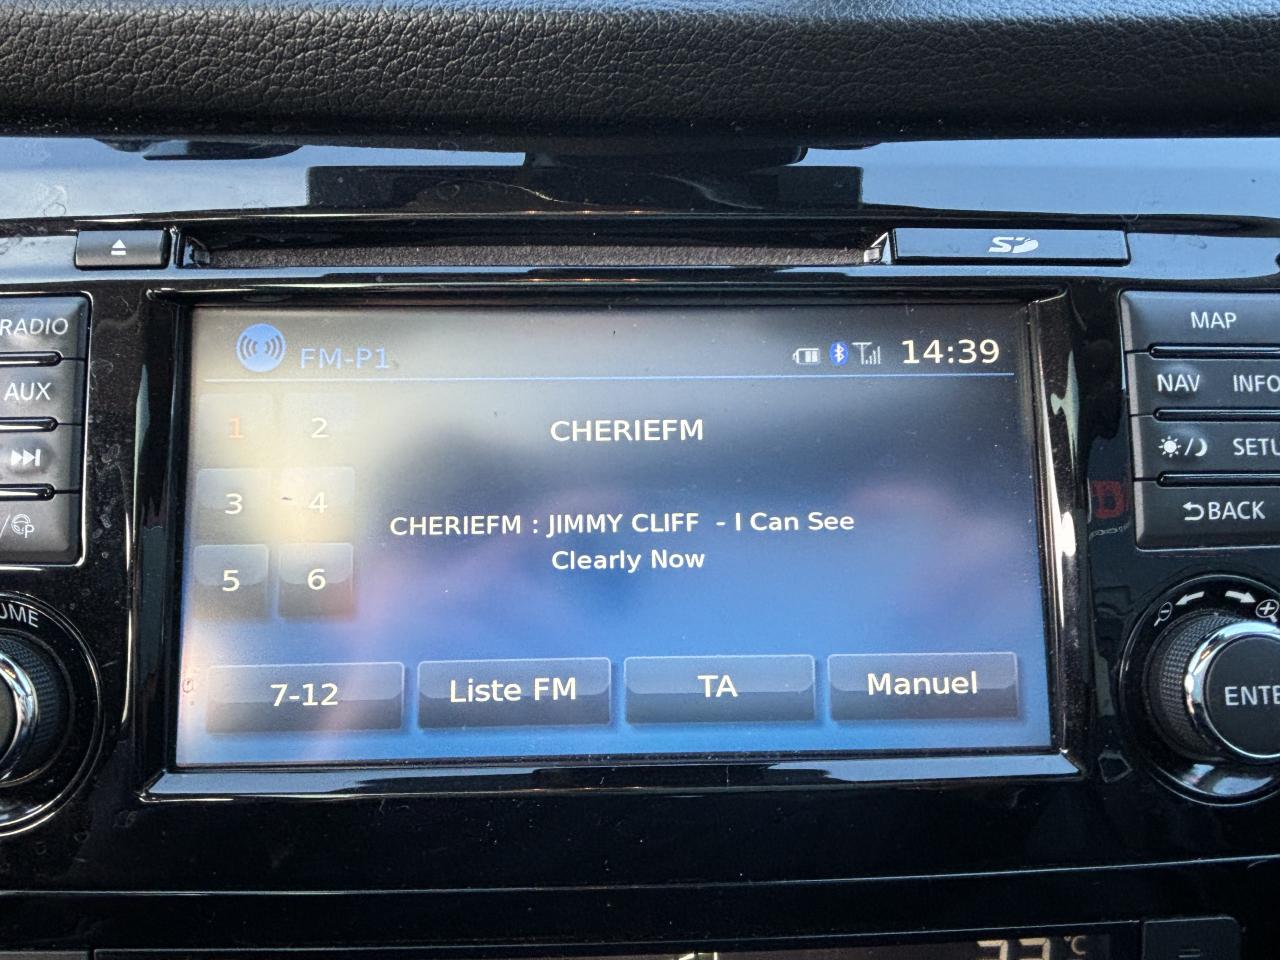 SD
RADIO
MAP
FM-P1
14:39
AUX
NAV
INFO
1
2
CHERIEFM
SETU
3
4
BACK
CHERIEFM : JIMMY CLIFF - I Can See
Clearly Now
5
6
UME
7-12
Liste FM
TA
Manuel
ENTE
°C